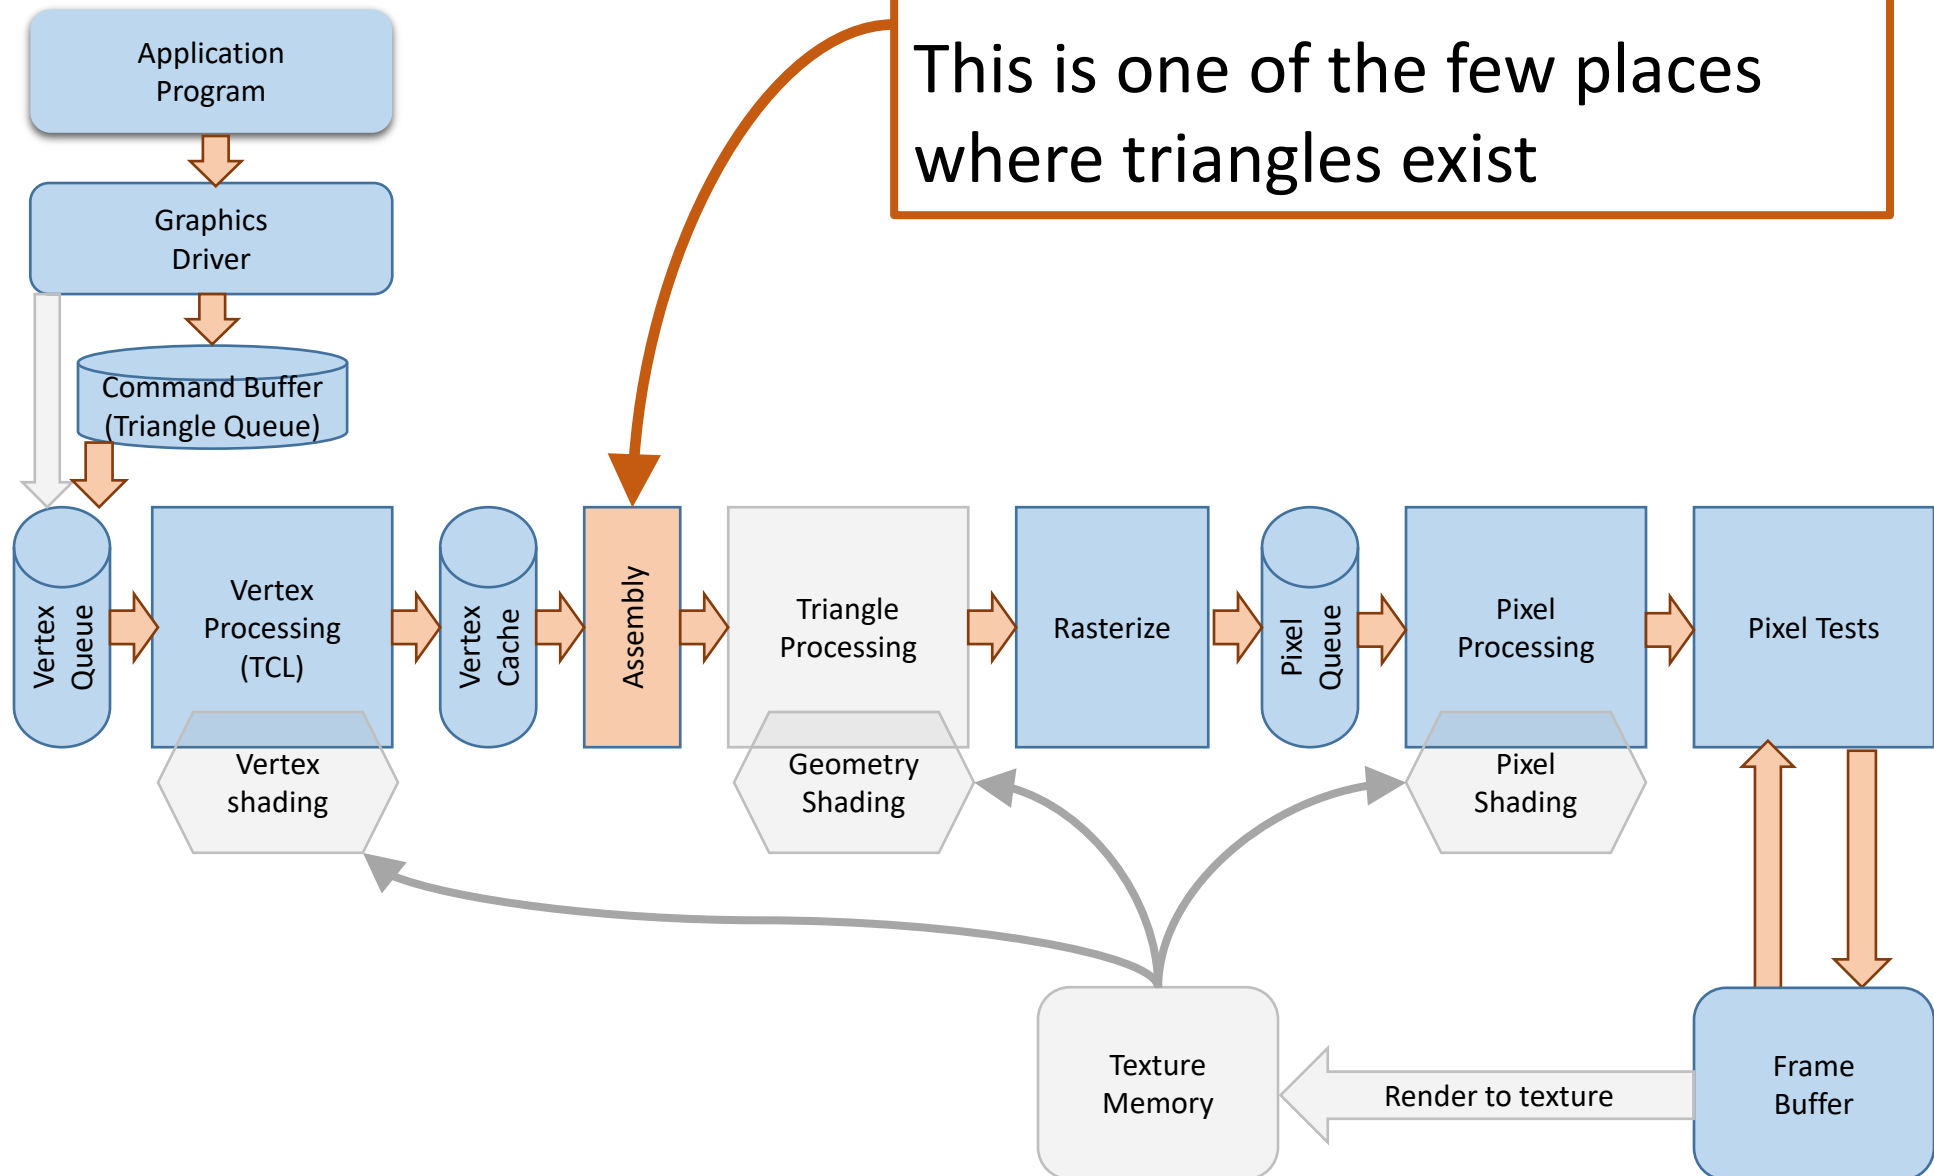 This is one of the few places
where triangles exist
Application
Program
Graphics
Driver
Command Buffer
(Triangle Queue)
Vertex
Queue
Vertex
Processing
(TCL)
Vertex
Cache
Assembly
Triangle
Processing
Rasterize
Pixel
Queue
Pixel
Processing
Pixel Tests
Vertex
shading
Geometry
Shading
Pixel
Shading
Texture
Memory
Render to texture
Frame
Buffer